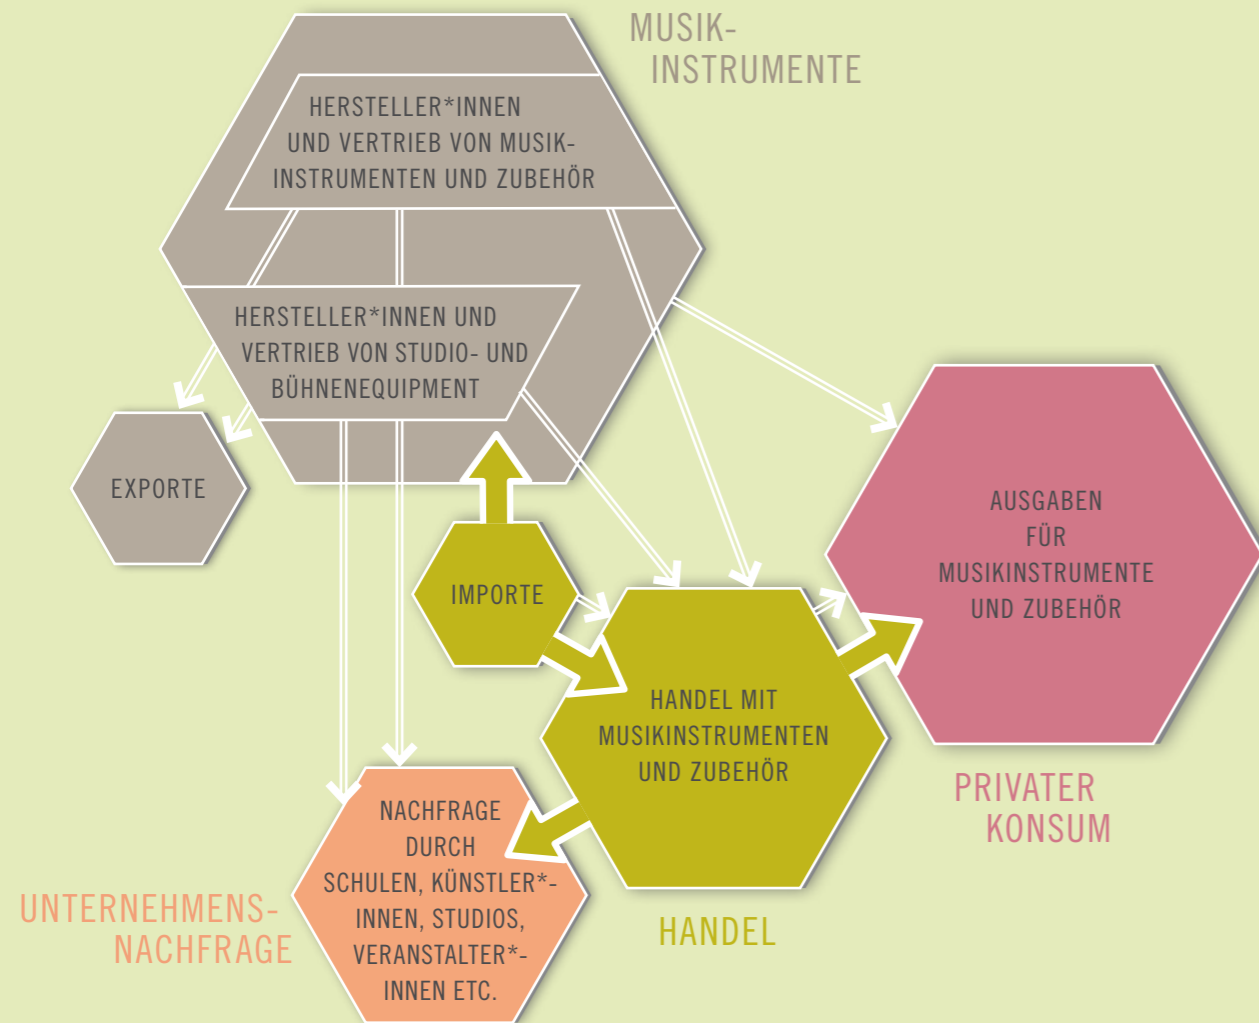 MUSIK-
INSTRUMENTE
HERSTELLER*INNEN
UND VERTRIEB VON MUSIK-
INSTRUMENTEN UND ZUBEHÖR
HERSTELLER*INNEN UND
VERTRIEB VON STUDIO- UND
BÜHNENEQUIPMENT
EXPORTE
IMPORTE
AUSGABEN
FÜR
MUSIKINSTRUMENTE
UND ZUBEHÖR
PRIVATER
KONSUM
HANDEL MIT
MUSIKINSTRUMENTEN
UND ZUBEHÖR
HANDEL
NACHFRAGE
DURCH
SCHULEN, KÜNSTLER*-
INNEN, STUDIOS,
VERANSTALTER*-
INNEN ETC.
UNTERNEHMENS-
NACHFRAGE